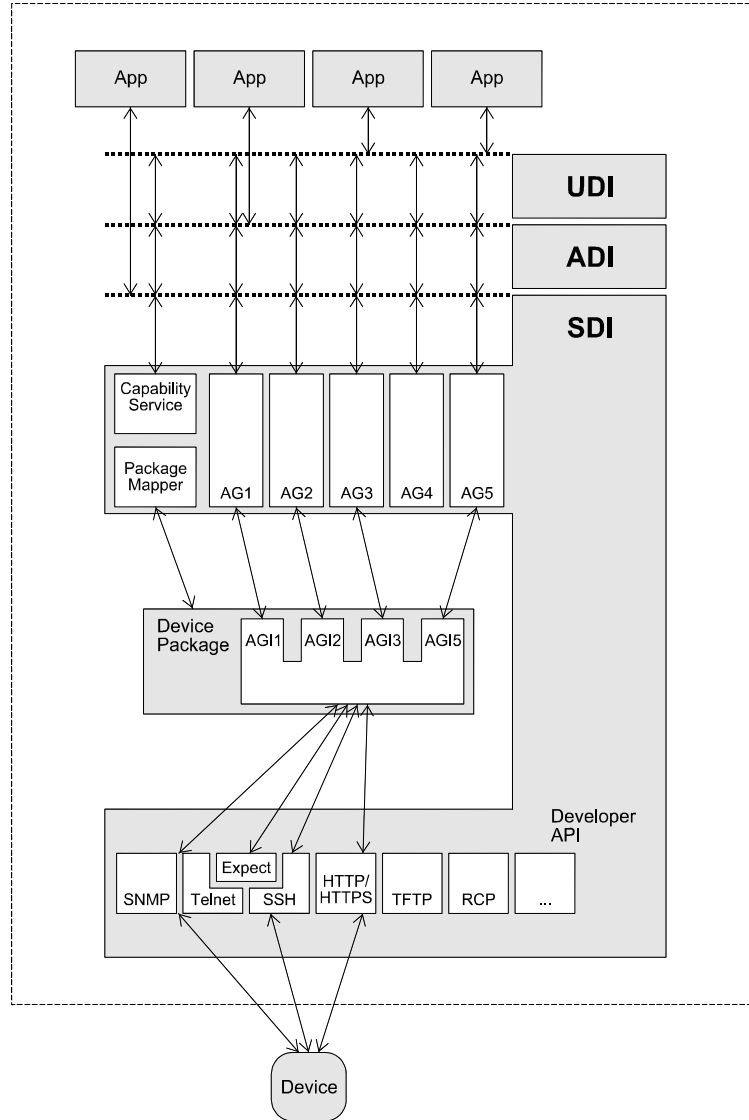 App
App
App
App
UDI
ADI
SDI
Capability
Service
Package
Mapper
AG1
AG2
AG3
AG4
AG5
Device
Package
AGI1
AGI2
AGI3
AGI5
Developer
API
SNMP
Telnet
Expect
SSH
HTTP/
HTTPS
TFTP
RCP
...
Device